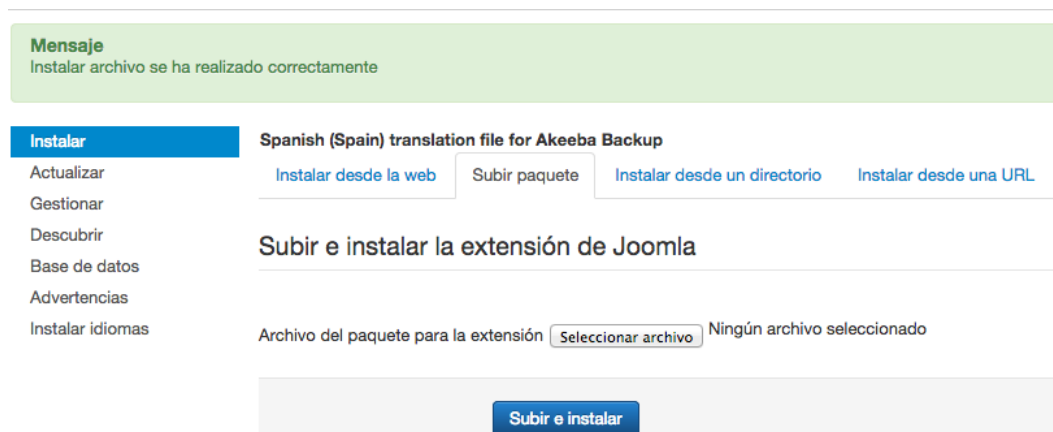 Mensaje
Instalar archivo se ha realizado correctamente
Instalar
Actualizar
Gestionar
Descubrir
Base de datos
Advertencias
Instalar idiomas
Spanish (Spain) translation file for Akeeba Backup
Instalar desde la web Subir paquete Instalar desde un directorio Instalar desde una URL
Subir e instalar la extensión de Joomla
Archivo del paquete para la extensión Seleccionar archivo Ningún archivo seleccionado
Subir e instalar